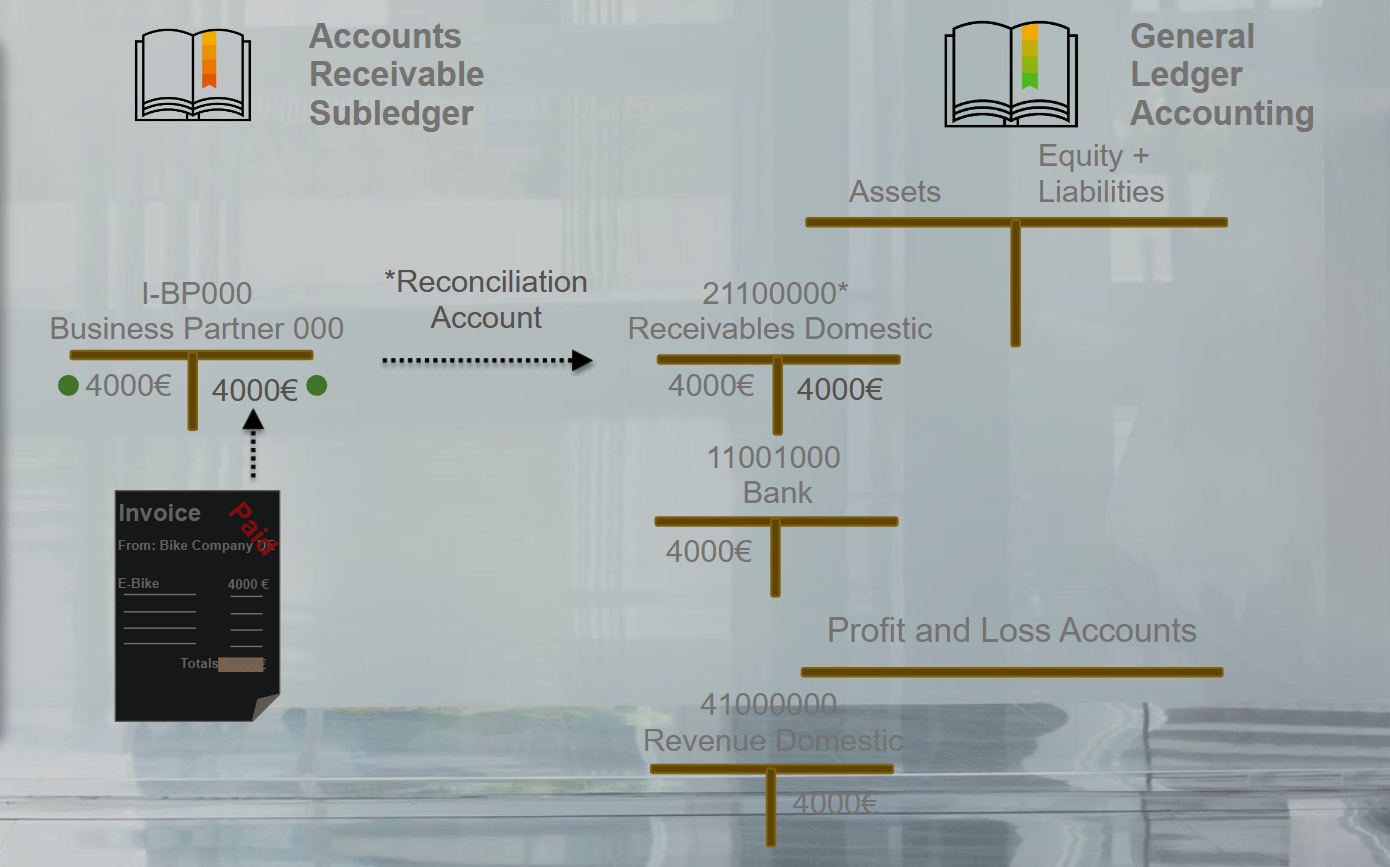 Accounts
Receivable
Subledger
General
Ledger
Accounting
Assets
Equity +
Liabilities
I-BP000
Business Partner 000
4000€
4000€
*Reconciliation
Account
21100000*
Receivables Domestic
4000€
4000€
11001000
Bank
4000€
Invoice
Paid
From: Bike Company DE
E-Bike
4000 €
Totals
€
Profit and Loss Accounts
41000000
Revenue Domestic
4000€